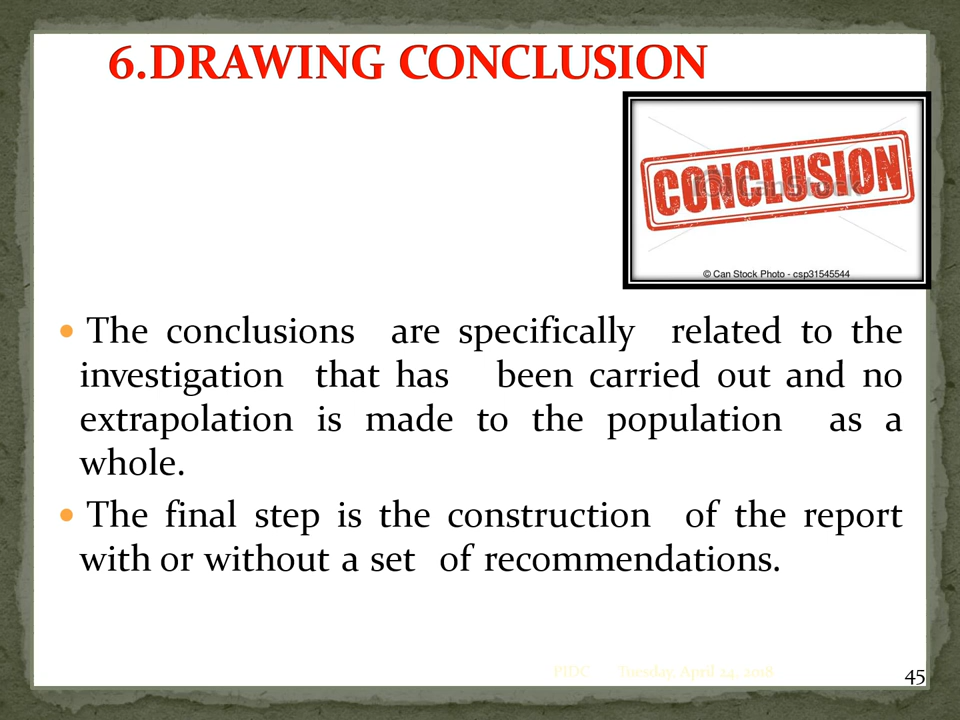 6.DRAWING CONCLUSION
CONCLUSION
CanStock
© Can Stock Photo - csp31545544
The conclusions are specifically related to the
investigation that has been carried out and no
extrapolation is made to the population as a
whole.
The final step is the construction of the report
with or without a set of recommendations.
Tuesday, April 24, 2018
45